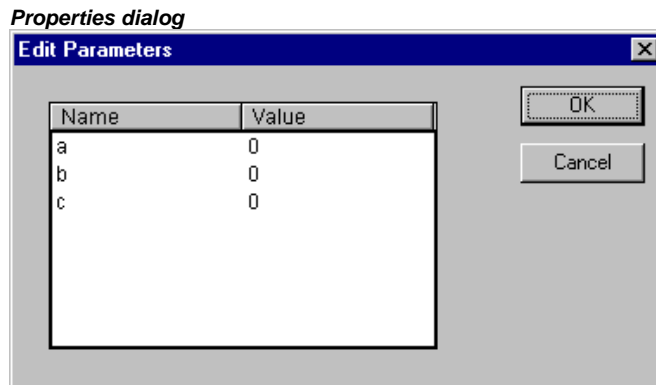 Properties dialog
Edit Parameters
OK
Name Value
a 0
b 0
c 0
Cancel